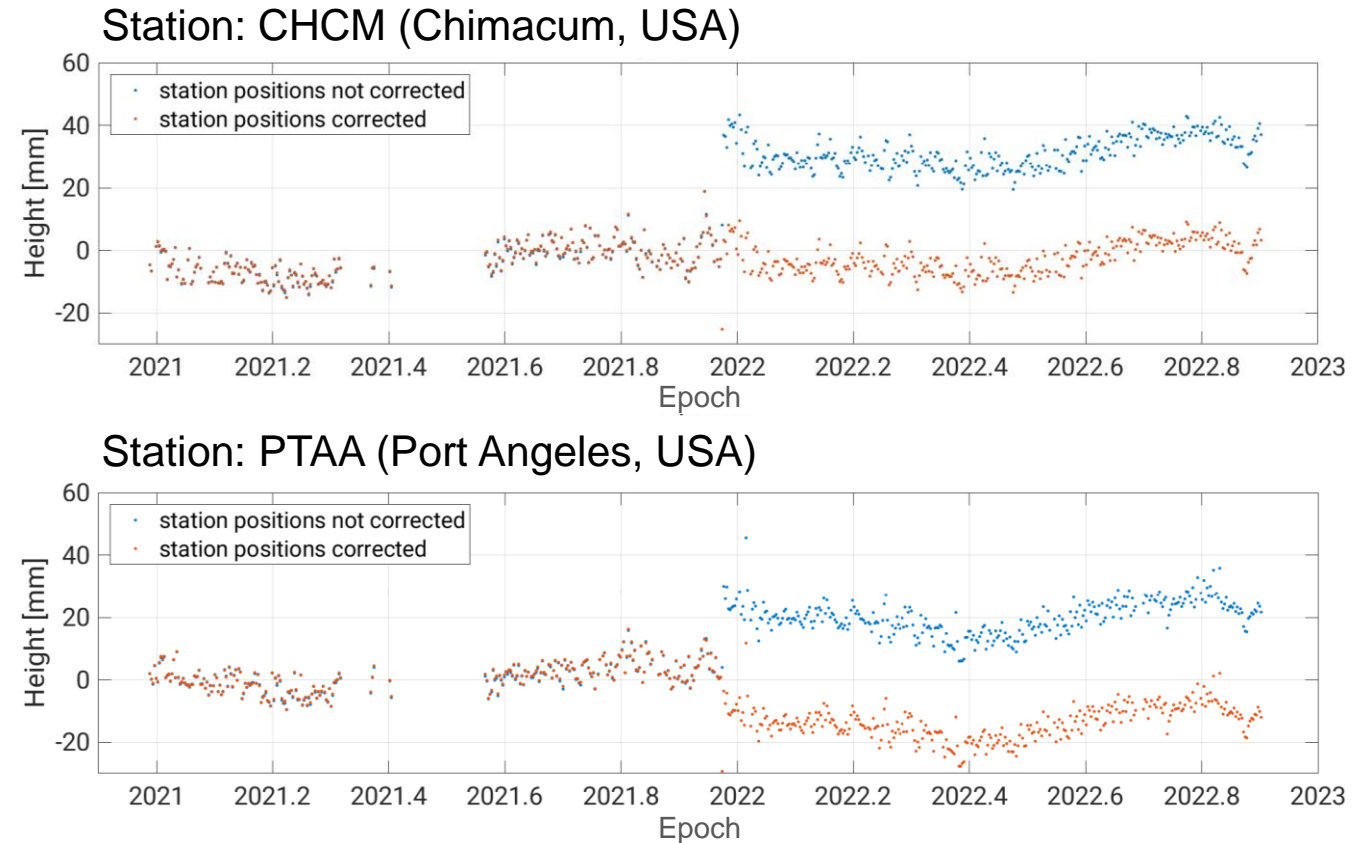 Station: CHCM (Chimacum, USA)
60
station positions not corrected
station positions corrected
40
20
0
-20
Height [mm]
2021 2021.2 2021.4 2021.6 2021.8 2022 2022.2 2022.4 2022.6 2022.8 2023
Epoch
Station: PTAA (Port Angeles, USA)
60
station positions not corrected
station positions corrected
40
20
0
-20
Height [mm]
2021 2021.2 2021.4 2021.6 2021.8 2022 2022.2 2022.4 2022.6 2022.8 2023
Epoch